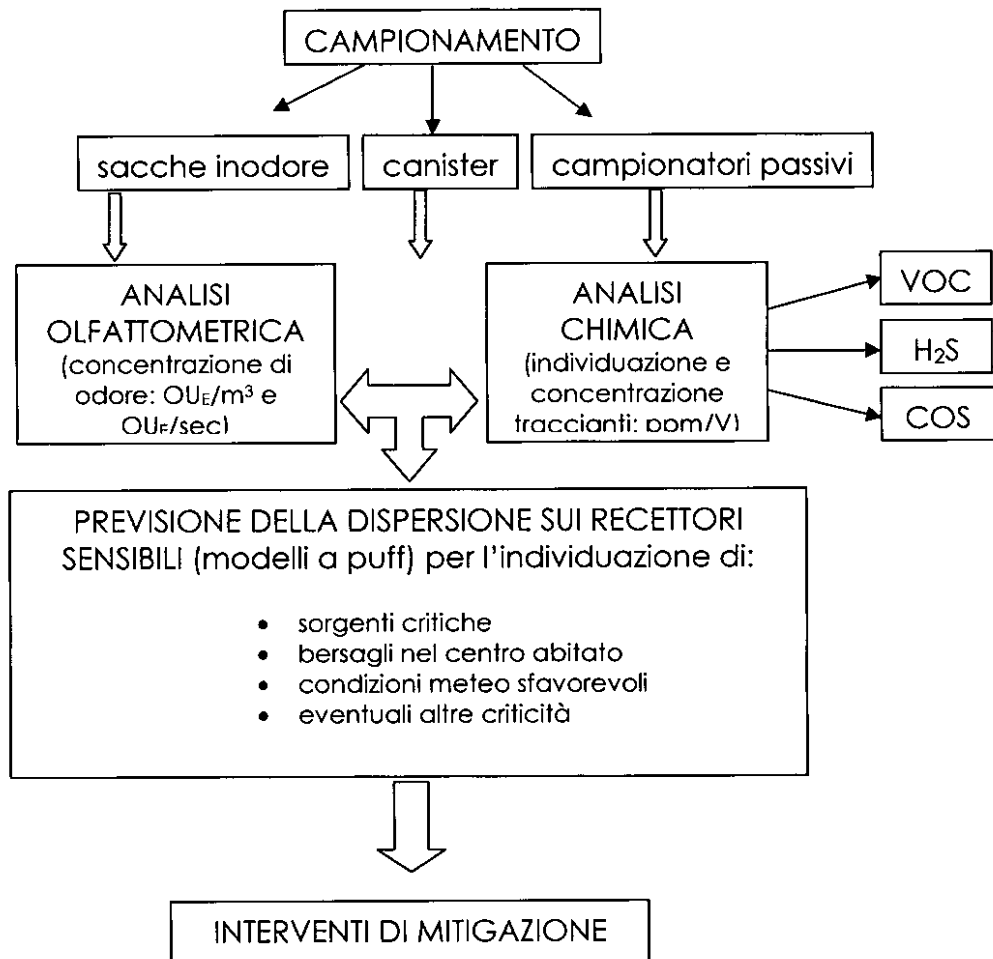 CAMPIONAMENTO
sacche inodore
canister
campionatori passivi
ANALISI
OLFATTOMETRICA
(concentrazione di
odore: OU_E/m³ e
OU_E/sec)
ANALISI
CHIMICA
(individuazione e
concentrazione
traccianti: ppm/V)
VOC
H₂S
COS
PREVISIONE DELLA DISPERSIONE SUI RECETTORI
SENSIBILI (modelli a puff) per l'individuazione di:
• sorgenti critiche
• bersagli nel centro abitato
• condizioni meteo sfavorevoli
• eventuali altre criticità
INTERVENTI DI MITIGAZIONE